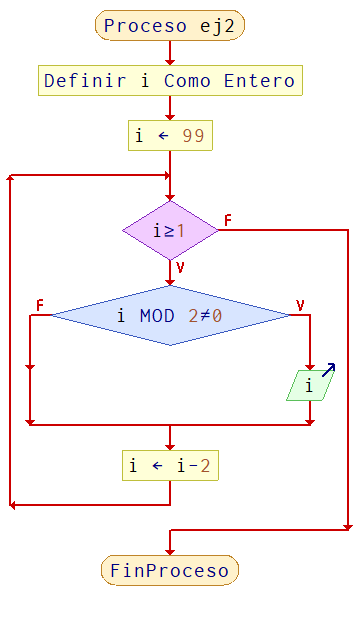 Proceso ej2
Definir i Como Entero
i ← 99
i≥1
F
V
i MOD 2≠0
F
V
i
i ← i-2
FinProceso